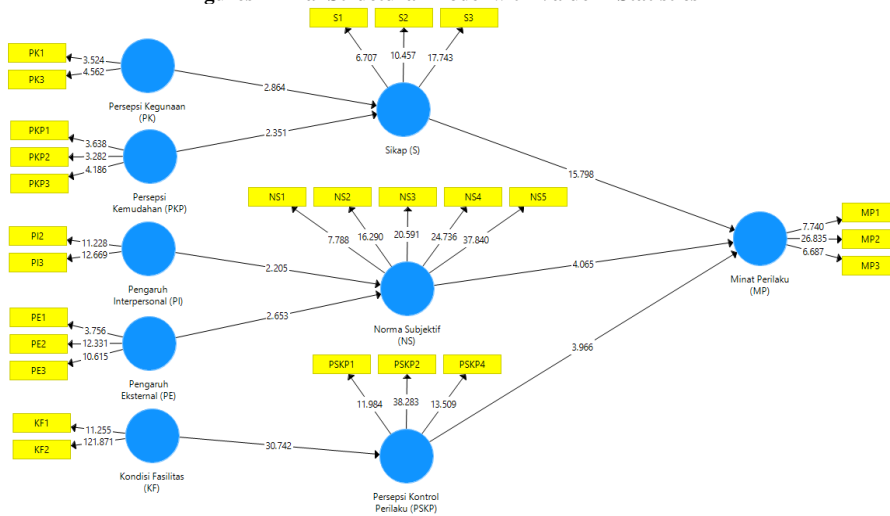 S1
S2
S3
6.707
10.457
17.743
PK1
PK3
3.524
4.562
Persepsi Kegunaan
(PK)
2.864
PKP1
PKP2
PKP3
3.638
3.282
4.186
Persepsi
Kemudahan (PKP)
2.351
Sikap (S)
15.798
NS1
NS2
NS3
NS4
NS5
7.788
16.290
20.591
24.736
37.840
PI2
PI3
11.228
12.669
Pengaruh
Interpersonal (PI)
2.205
PE1
PE2
PE3
3.756
12.331
10.615
Pengaruh
Eksternal (PE)
2.653
Norma Subjektif
(NS)
4.065
MP1
MP2
MP3
7.740
26.835
6.687
Minat Perilaku
(MP)
PSKP1
PSKP2
PSKP4
11.984
38.283
13.509
3.966
KF1
KF2
11.255
121.871
Kondisi Fasilitas
(KF)
30.742
Persepsi Kontrol
Perilaku (PSKP)